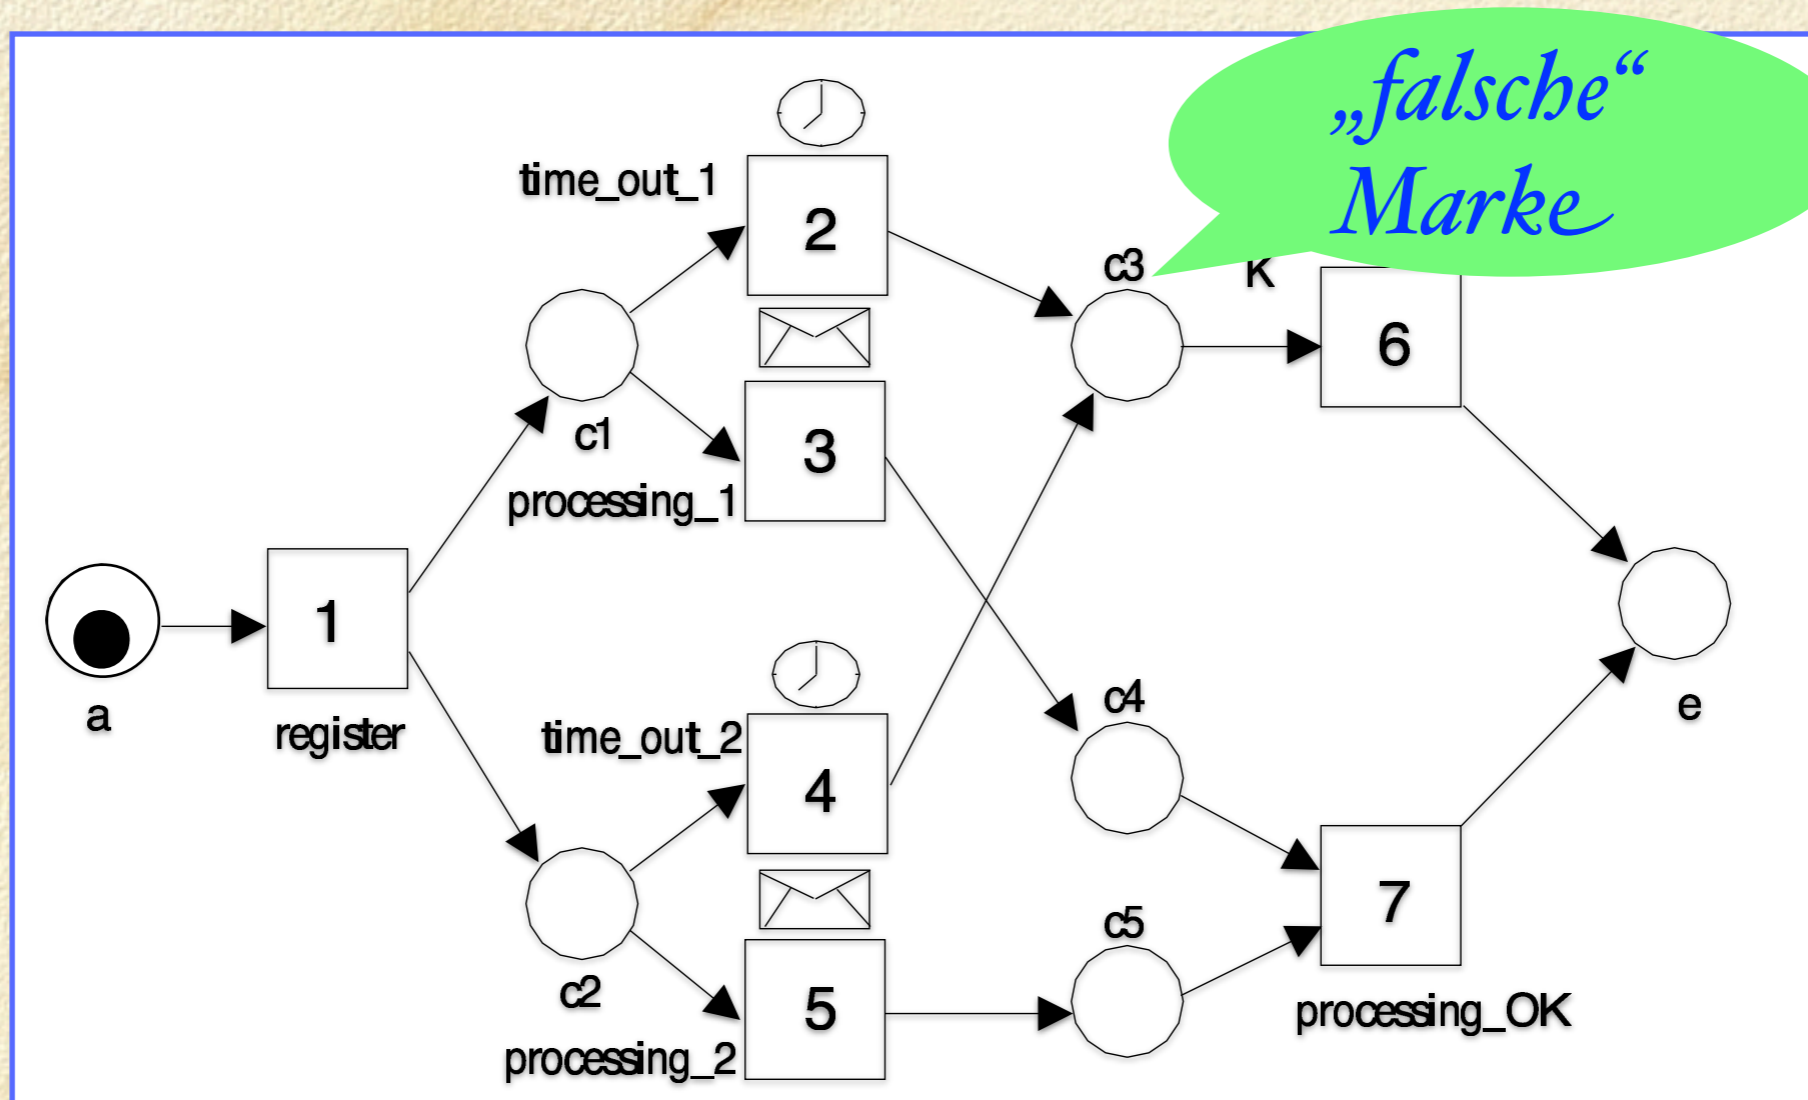 „falsche“
Marke
time_out_1
2
c3
K
6
c1
3
processing_1
1
a
register
time_out_2
4
c4
e
7
c2
5
c5
processing_2
processing_OK